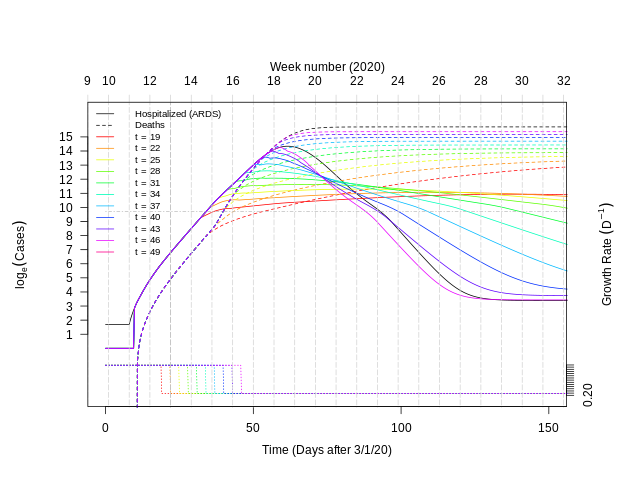 Week number (2020)
9 10 12 14 16 17 19 20 22 24 26 28 29 30 32
Hospitalized (ARDS)
Deaths
t = 19
t = 22
t = 25
t = 28
t = 31
t = 34
t = 37
t = 40
t = 43
t = 46
t = 49
15
14
13
12
11
10
9
8
7
6
5
4
3
2
1
logₑ(Cases)
Growth Rate (D⁻¹)
0.20
0 50 100 150
Time (Days after 3/1/20)